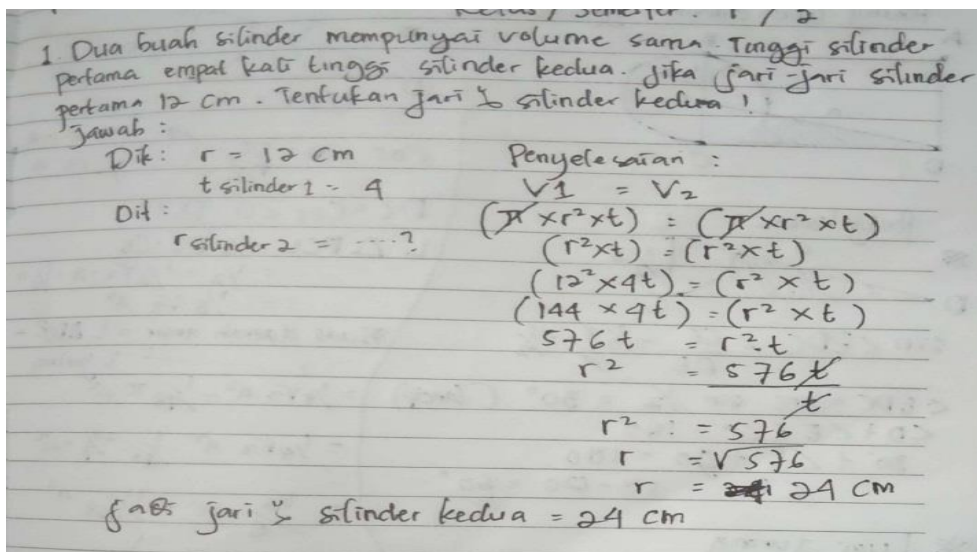 1. Dua buah silinder mempunyai volume sama. Tinggi silinder
pertama empat kali tinggi silinder kedua. Jika jari-jari silinder
pertama 12 cm. Tentukan Jari silinder kedua !
Jawab :
Dik : r = 12 cm
t silinder 1 = 4
Dit :
r silinder 2 = ....?
Penyelesaian :
V1 = V2
(π x r² x t) = (π x r² x t)
(r² x t) = (r² x t)
(12² x 4t) = (r² x t)
(144 x 4t) = (r² x t)
576 t = r². t
r² = 576 t
t
r² = 576
r = √576
r = 24 cm
jari silinder kedua = 24 cm